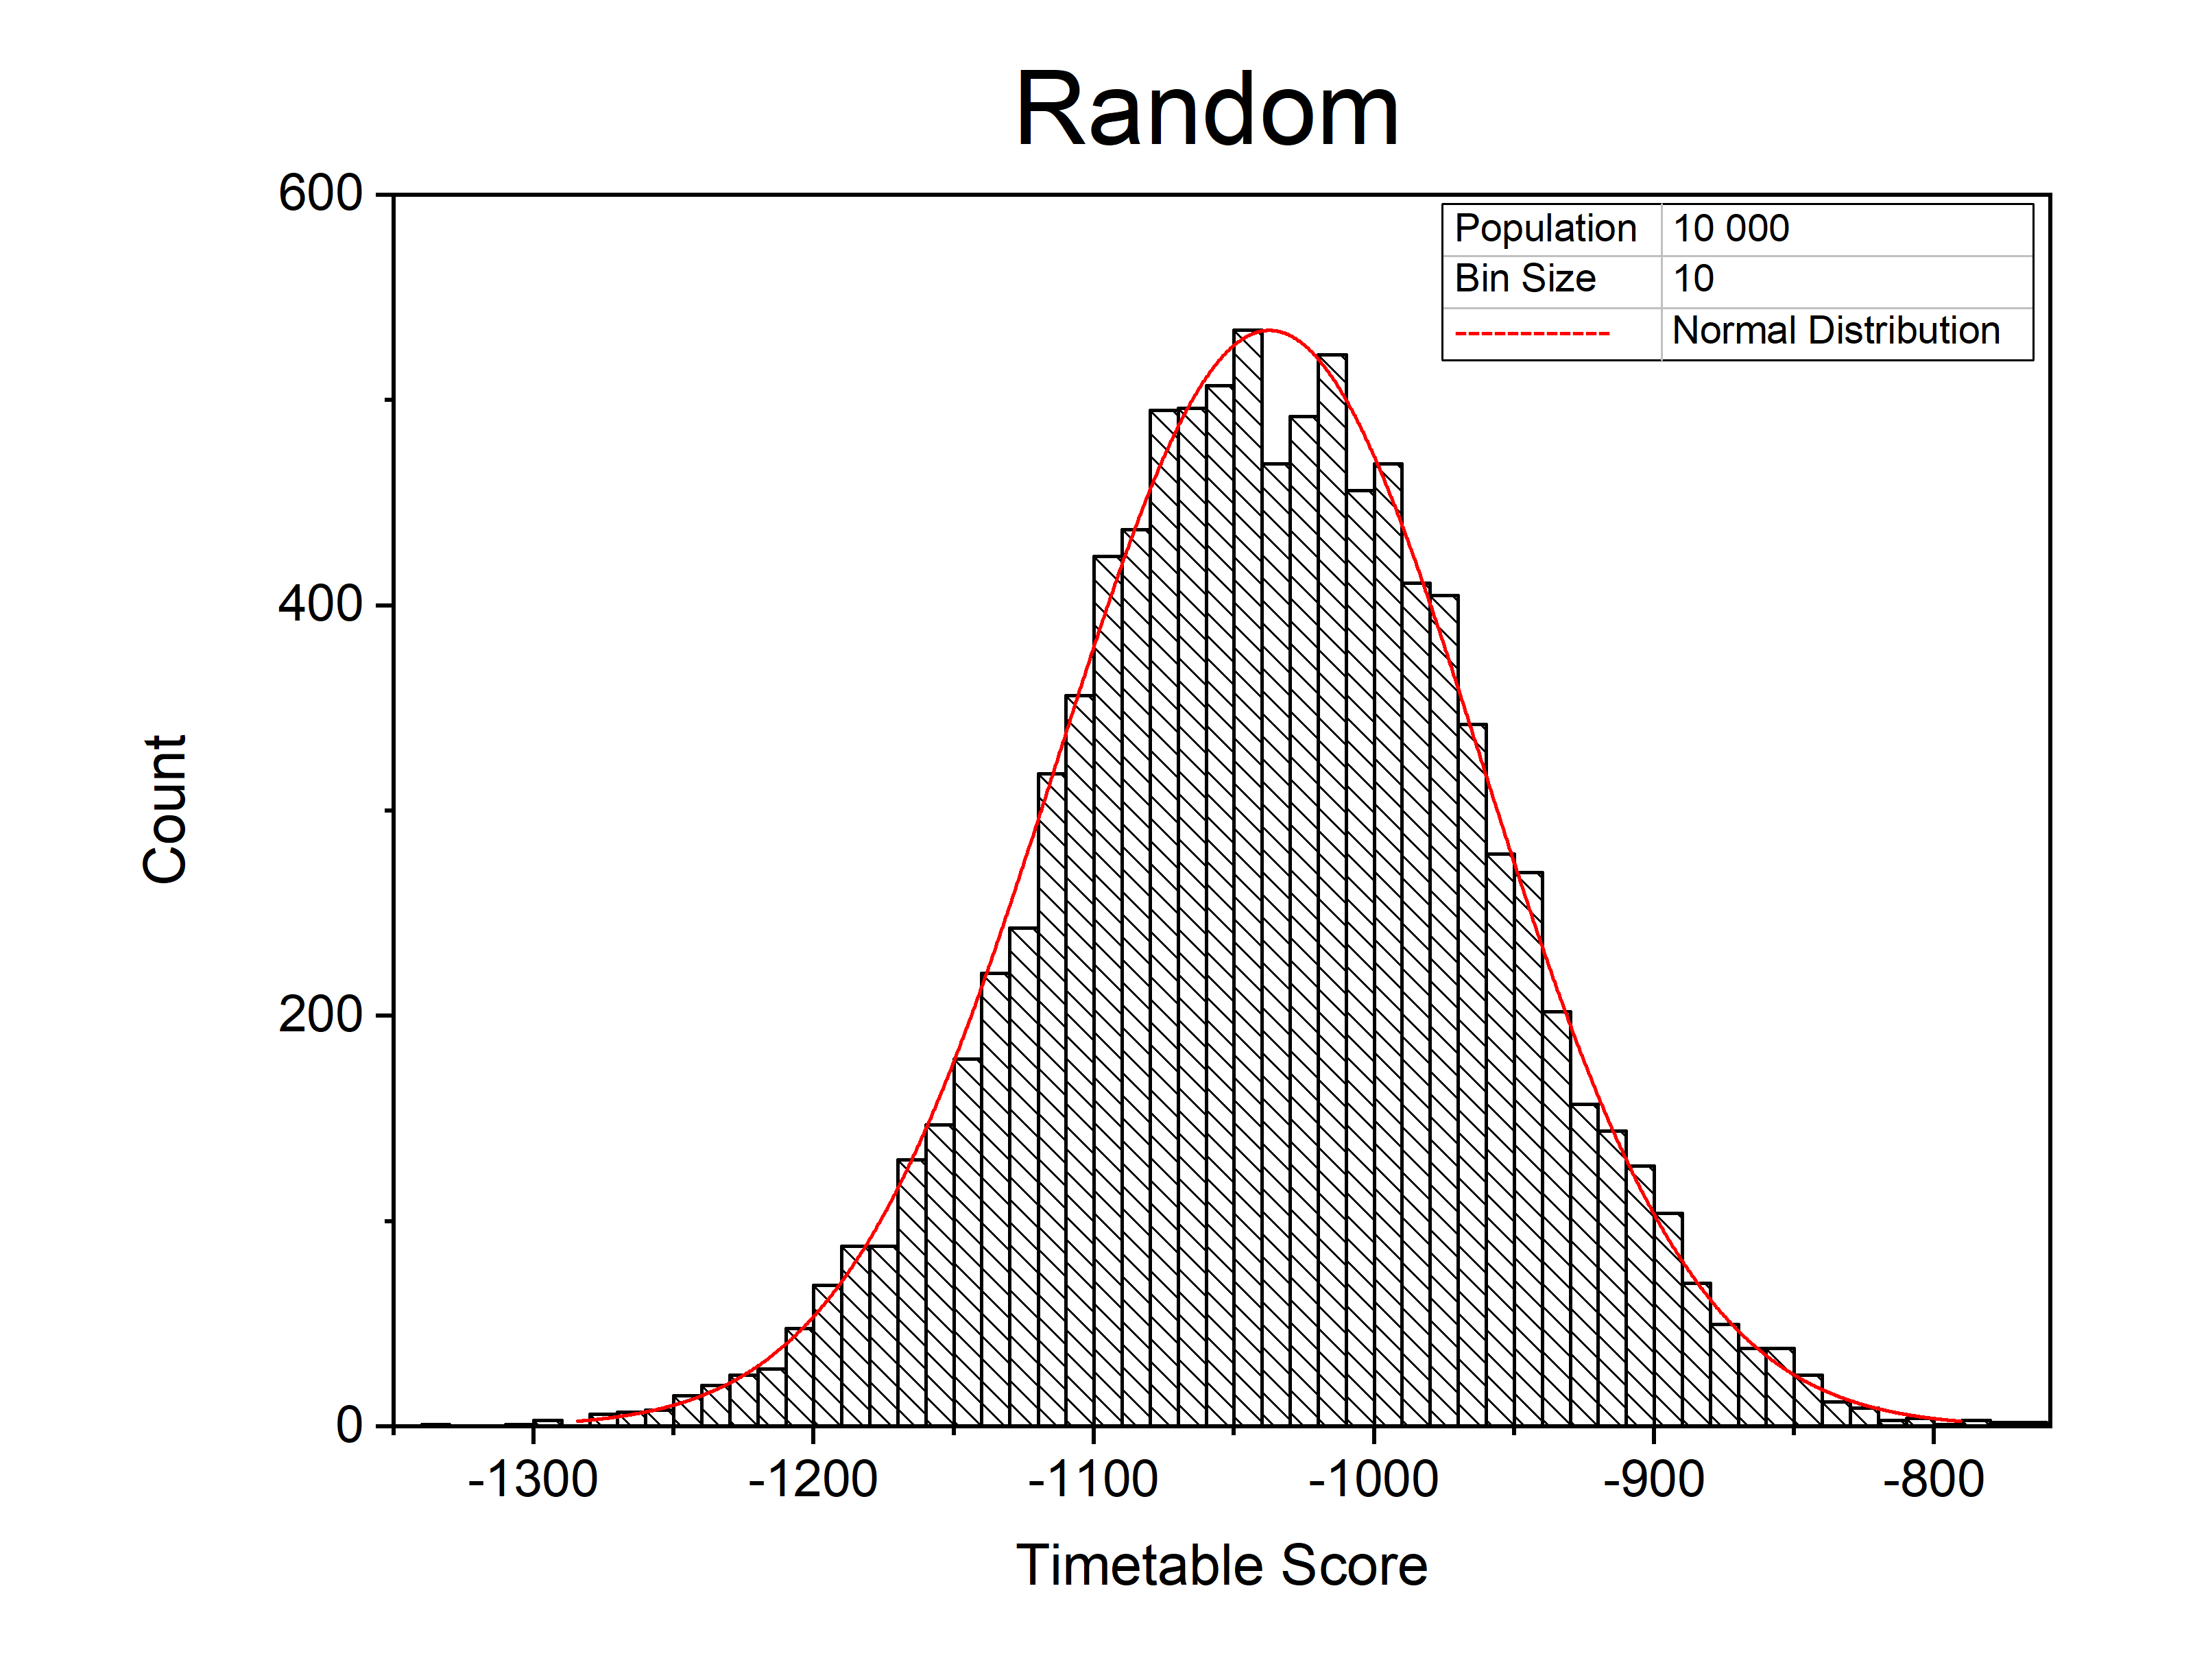 Random
600
Population 10 000
Bin Size 10
Normal Distribution
400
Count
200
0
-1300 -1200 -1100 -1000 -900 -800
Timetable Score